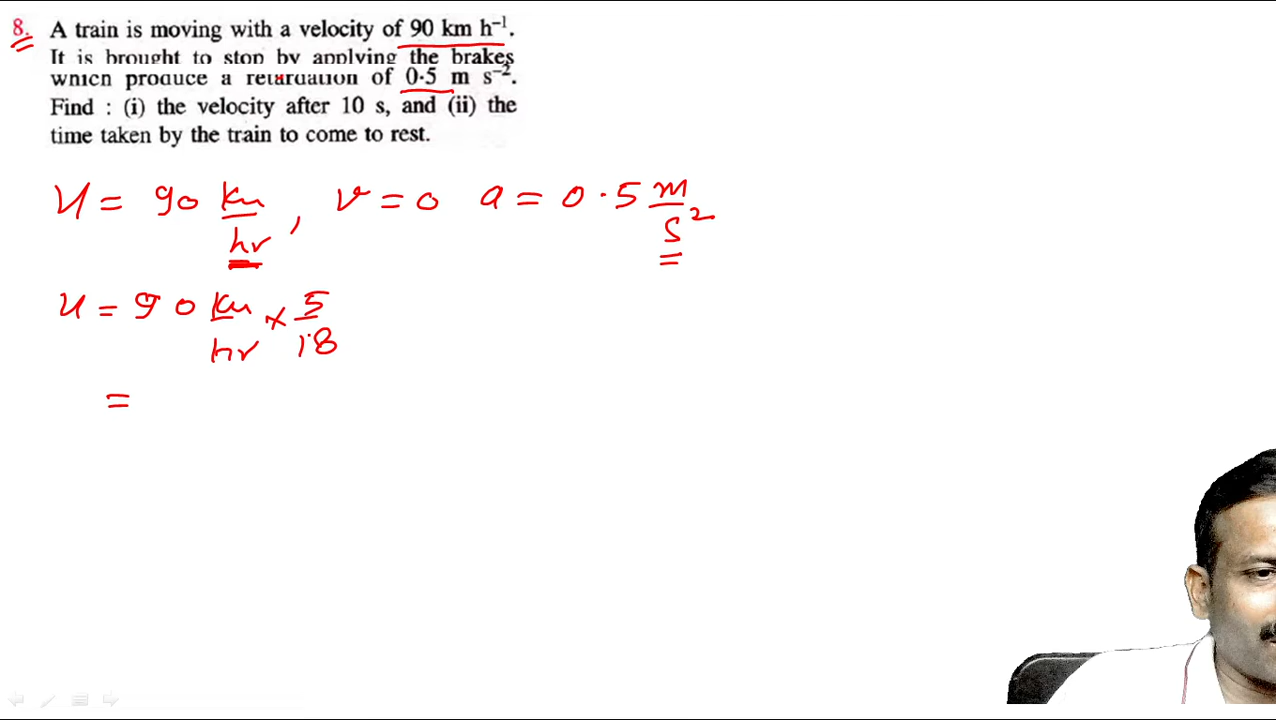 8. A train is moving with a velocity of 90 km h⁻¹.
It is brought to stop by applying the brakes
which produce a retardation of 0·5 m s⁻².
Find : (i) the velocity after 10 s, and (ii) the
time taken by the train to come to rest.
u = 90 km/hr, v = 0 a = 0.5 m/s²
u = 90 km/hr × 5/18
=